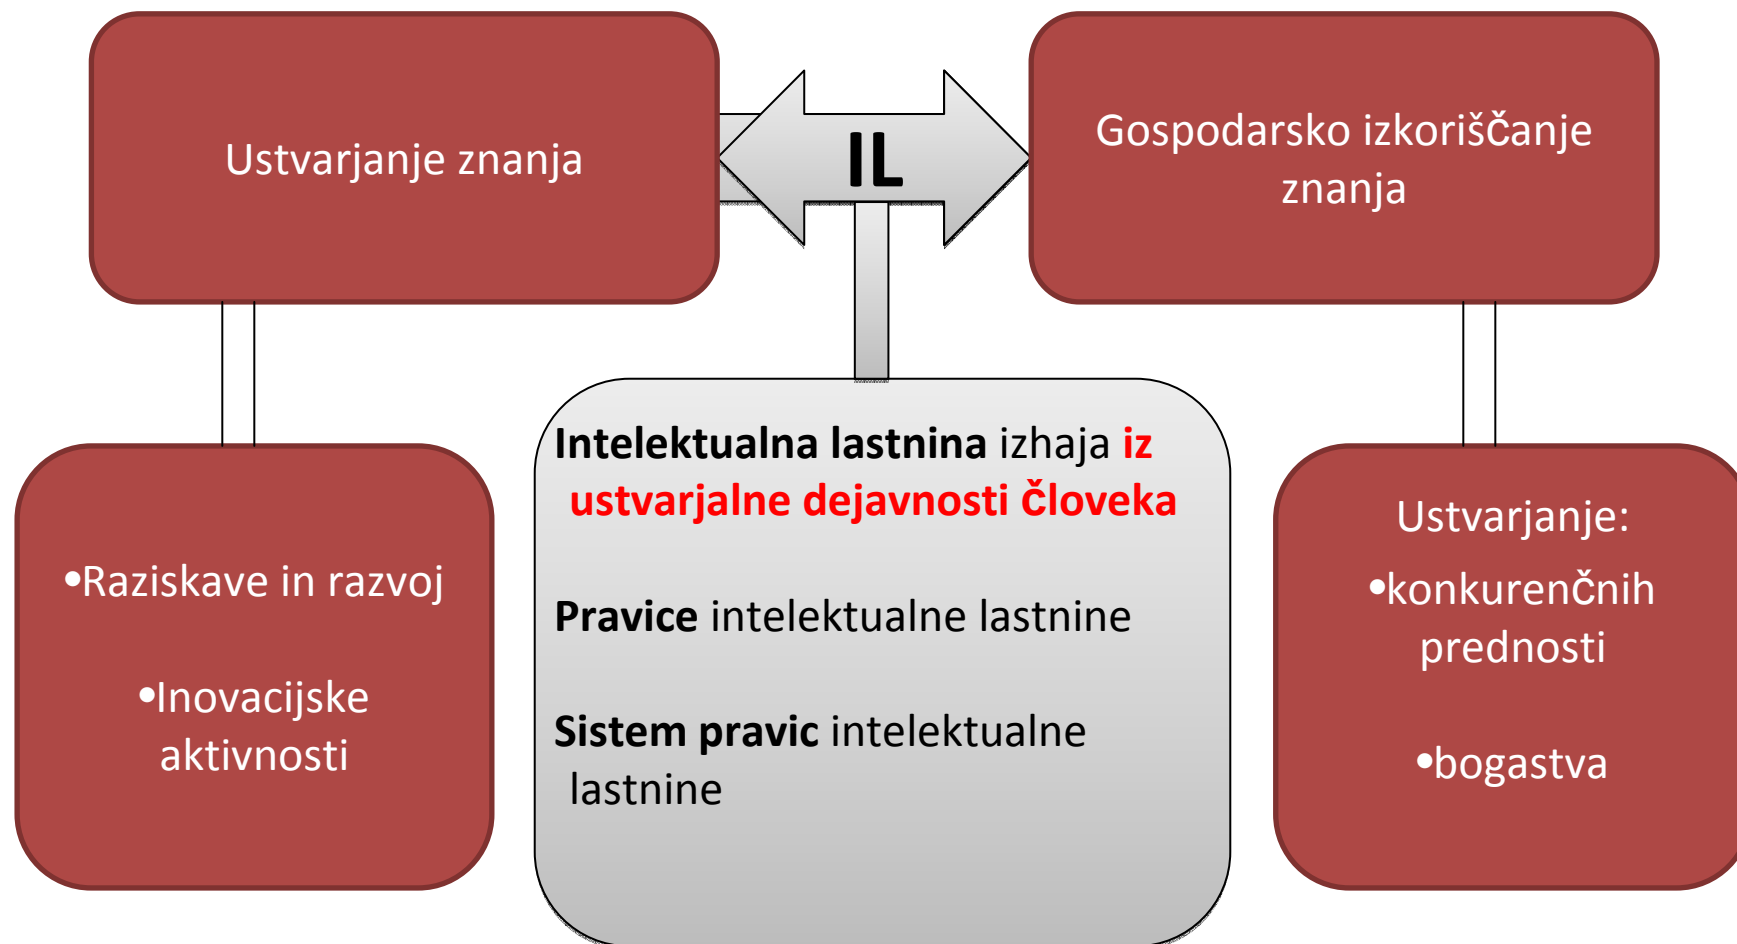 Ustvarjanje znanja
IL
Gospodarsko izkoriščanje
znanja
•Raziskave in razvoj
•Inovacijske
aktivnosti
Intelektualna lastnina izhaja iz
ustvarjalne dejavnosti človeka
Pravice intelektualne lastnine
Sistem pravic intelektualne
lastnine
Ustvarjanje:
•konkurenčnih
prednosti
•bogastva